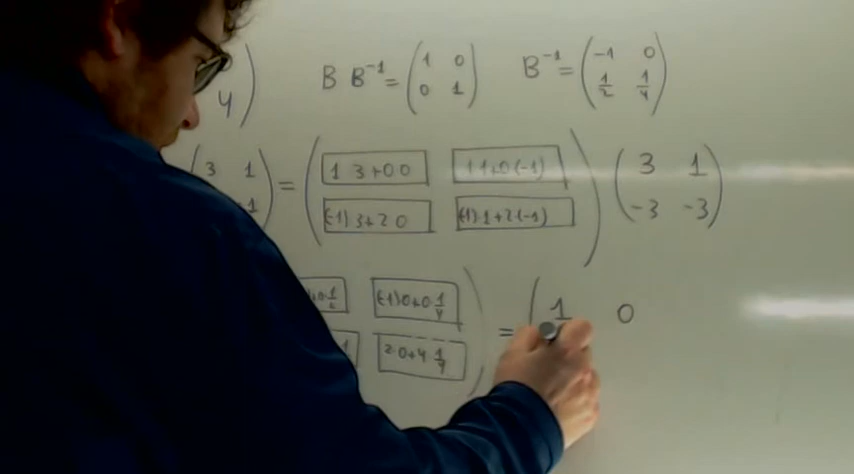 4 ) B B⁻¹ = ( 1 0 ; 0 1 ) B⁻¹ = ( -1 0 ; 1/2 1/4 )
( 3 1 ; -1 ) = ( 1 3+0 0 1 1+0(-1) ; (-1) 3+2 0 (-1) 1+2(-1) ) ( 3 1 ; -3 -3 )
(-1)0+0 1/4 ; 2 0+4 1/4 ) = ( 1 0